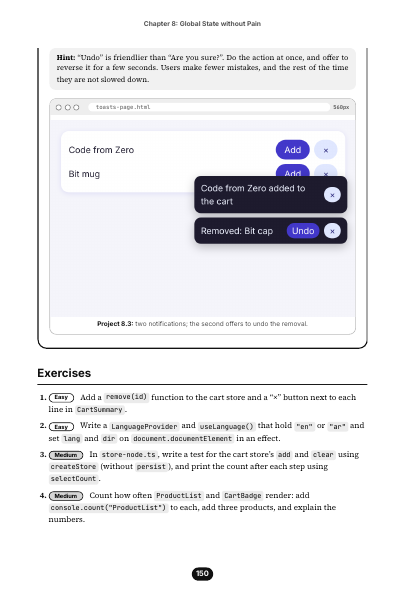 Chapter 8: Global State without Pain
Hint: “Undo” is friendlier than “Are you sure?”. Do the action at once, and offer to
reverse it for a few seconds. Users make fewer mistakes, and the rest of the time
they are not slowed down.
toasts-page.html 560px
Code from Zero Add ×
Bit mug Add ×
Code from Zero added to
the cart ×
Removed: Bit cap Undo ×
Project 8.3: two notifications; the second offers to undo the removal.
Exercises
1. Easy Add a remove(id) function to the cart store and a “×” button next to each
line in CartSummary.
2. Easy Write a LanguageProvider and useLanguage() that hold "en" or "ar" and
set lang and dir on document.documentElement in an effect.
3. Medium In store-node.ts, write a test for the cart store’s add and clear using
createStore (without persist), and print the count after each step using
selectCount.
4. Medium Count how often ProductList and CartBadge render: add
console.count("ProductList") to each, add three products, and explain the
numbers.
150